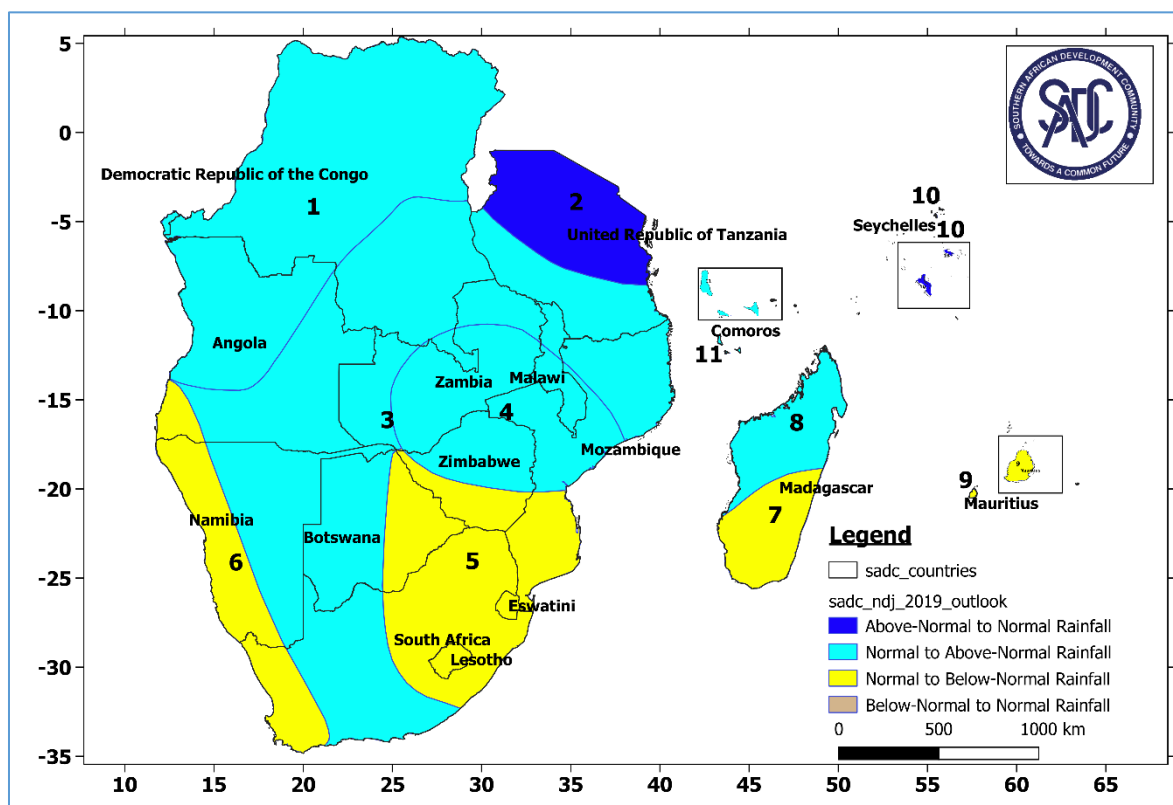 SOUTHERN AFRICAN DEVELOPMENT COMMUNITY
SADC
TOWARDS A COMMON FUTURE
5
0
-5
-10
-15
-20
-25
-30
-35
Democratic Republic of the Congo
1
2
United Republic of Tanzania
10
Seychelles
10
Angola
Comoros
11
Zambia
Malawi
3
4
8
Mozambique
Zimbabwe
Madagascar
9
Mauritius
7
Namibia
Botswana
6
5
Eswatini
South Africa
Lesotho
Legend
sadc_countries
sadc_ndj_2019_outlook
Above-Normal to Normal Rainfall
Normal to Above-Normal Rainfall
Normal to Below-Normal Rainfall
Below-Normal to Normal Rainfall
0 500 1000 km
10 15 20 25 30 35 40 45 50 55 60 65